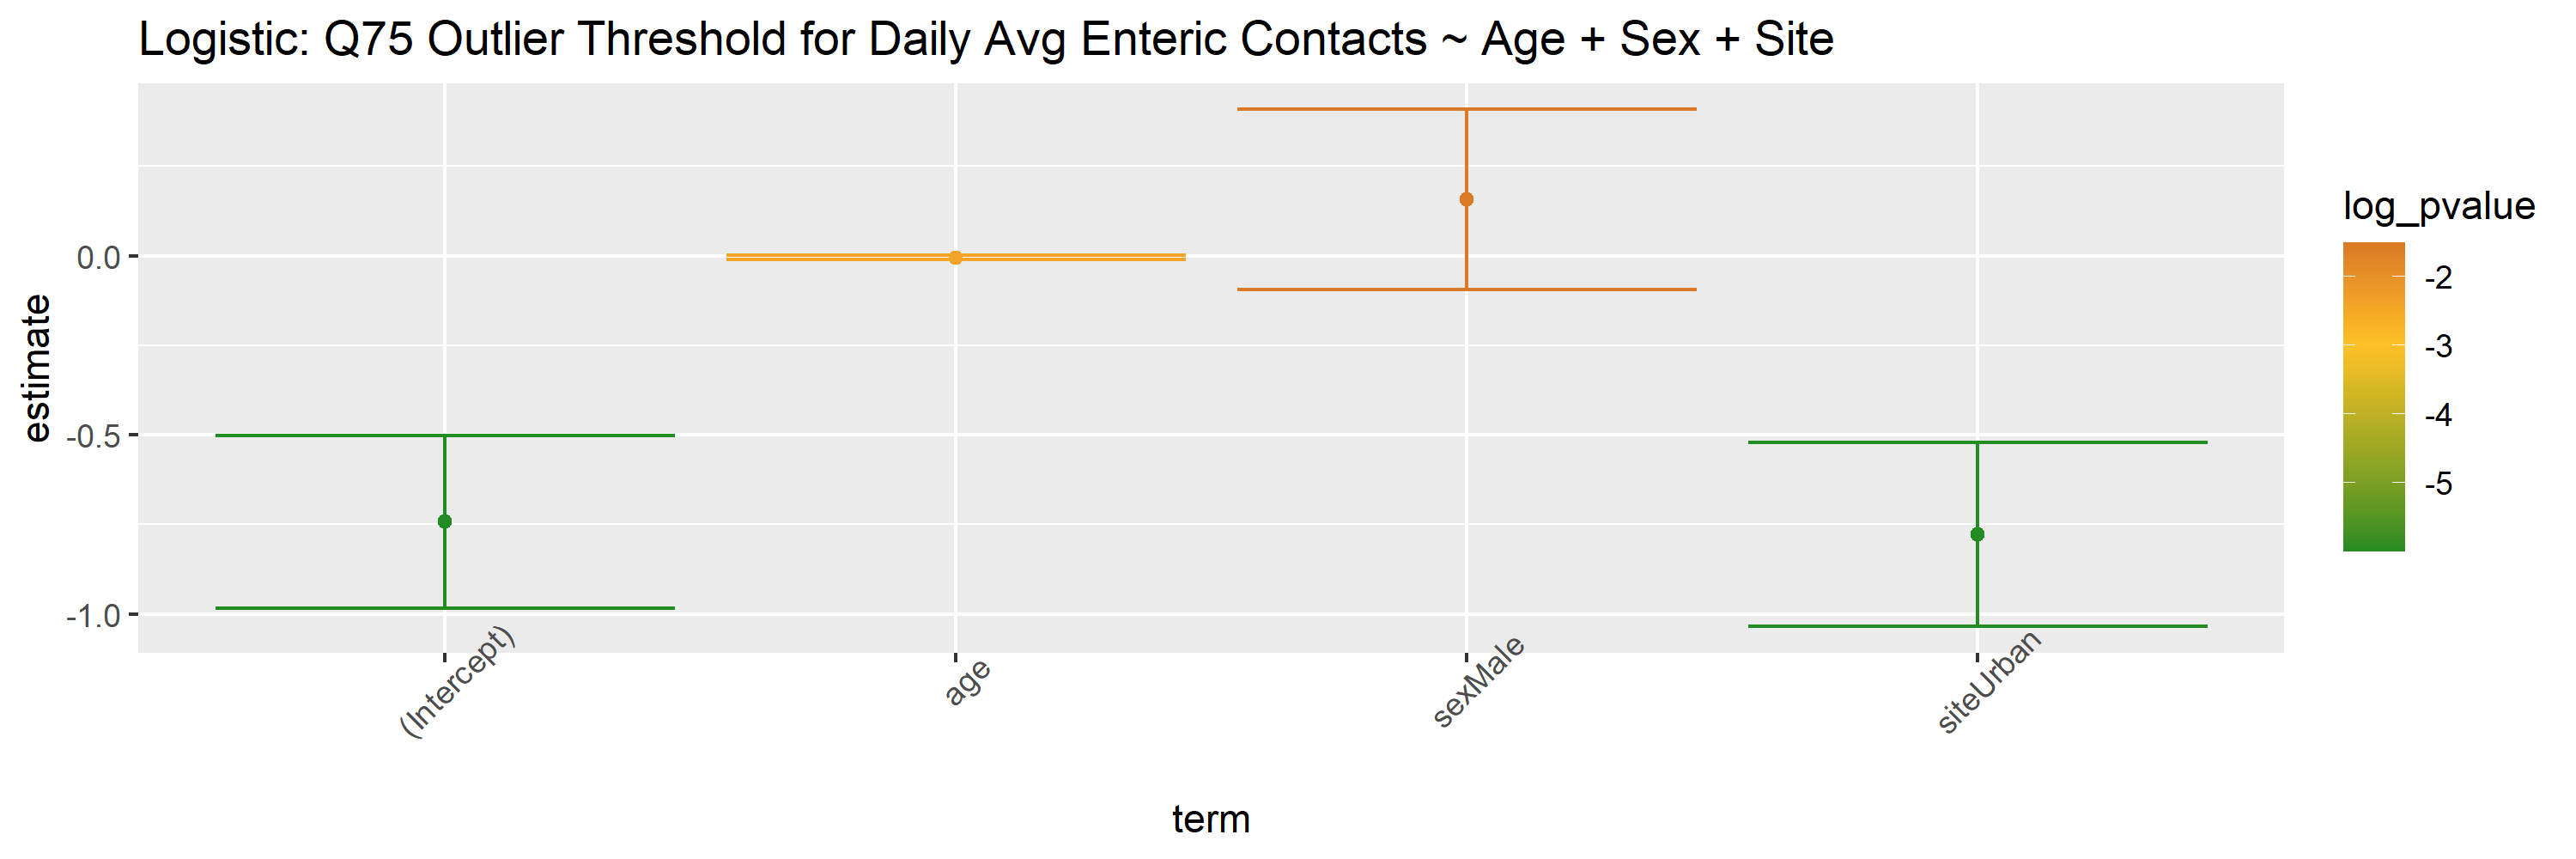 Logistic: Q75 Outlier Threshold for Daily Avg Enteric Contacts ~ Age + Sex + Site
estimate
0.0
-0.5
-1.0
(Intercept)
age
sexMale
siteUrban
term
log_pvalue
-2
-3
-4
-5